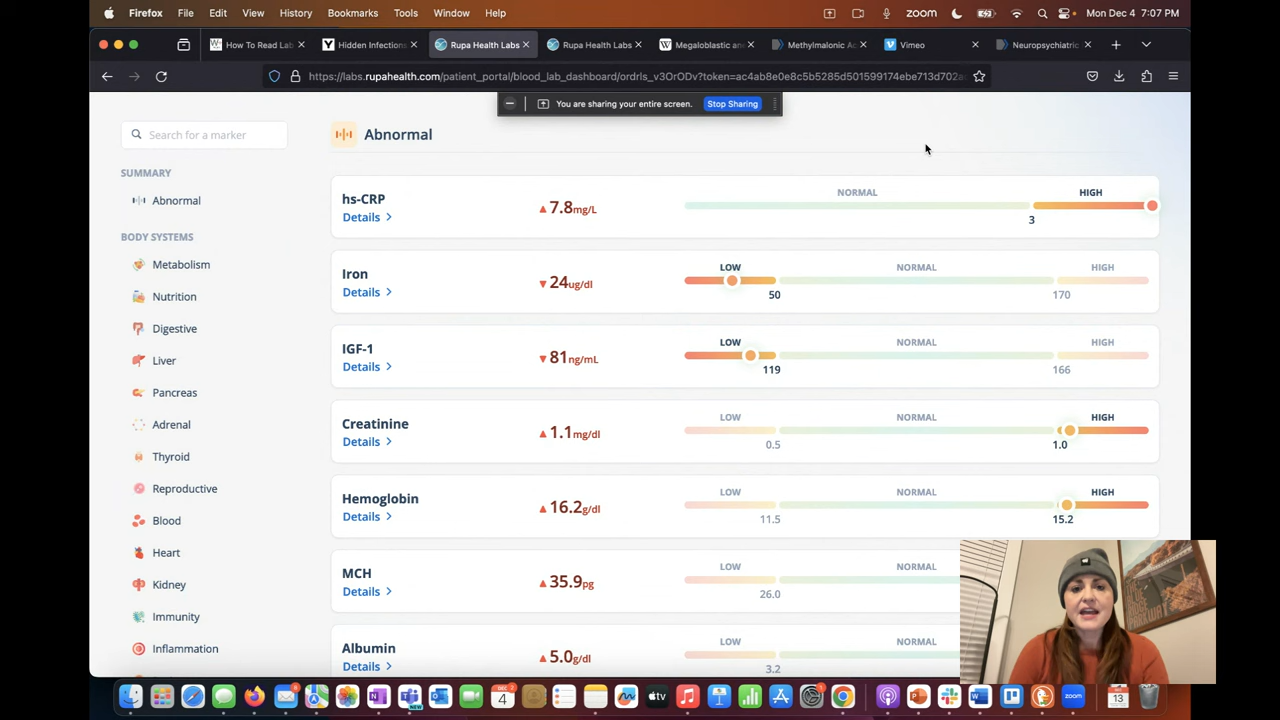 Firefox File Edit View History Bookmarks Tools Window Help zoom Mon Dec 4 7:07 PM
How To Read Lab Hidden Infections Rupa Health Labs Rupa Health Labs Megaloblastic an Methylmalonic Ac Vimeo Neuropsychiatric
https://labs.rupahealth.com/patient_portal/blood_lab_dashboard/ordrls_v3OrODv?token=ac4ab8e0e8c5b5285d501599174ebe713d702a
You are sharing your entire screen. Stop Sharing
Search for a marker
SUMMARY
Abnormal
BODY SYSTEMS
Metabolism
Nutrition
Digestive
Liver
Pancreas
Adrenal
Thyroid
Reproductive
Blood
Heart
Kidney
Immunity
Inflammation
Abnormal
hs-CRP
Details >
▲ 7.8mg/L
NORMAL HIGH
3
Iron
Details >
▼ 24ug/dl
LOW NORMAL HIGH
50 170
IGF-1
Details >
▼ 81ng/mL
LOW NORMAL HIGH
119 166
Creatinine
Details >
▲ 1.1mg/dl
LOW NORMAL HIGH
0.5 1.0
Hemoglobin
Details >
▲ 16.2g/dl
LOW NORMAL HIGH
11.5 15.2
MCH
Details >
▲ 35.9pg
LOW NORMAL
26.0
Albumin
Details >
▲ 5.0g/dl
LOW NORMAL
3.2
DEC
4
NEW
tv
zoom
13